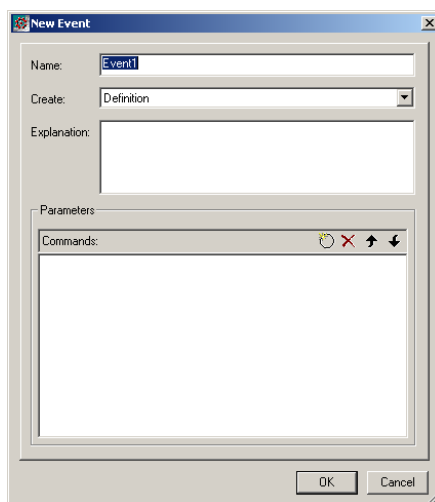 New Event
Name: Event1
Create: Definition
Explanation:
Parameters
Commands:
OK Cancel